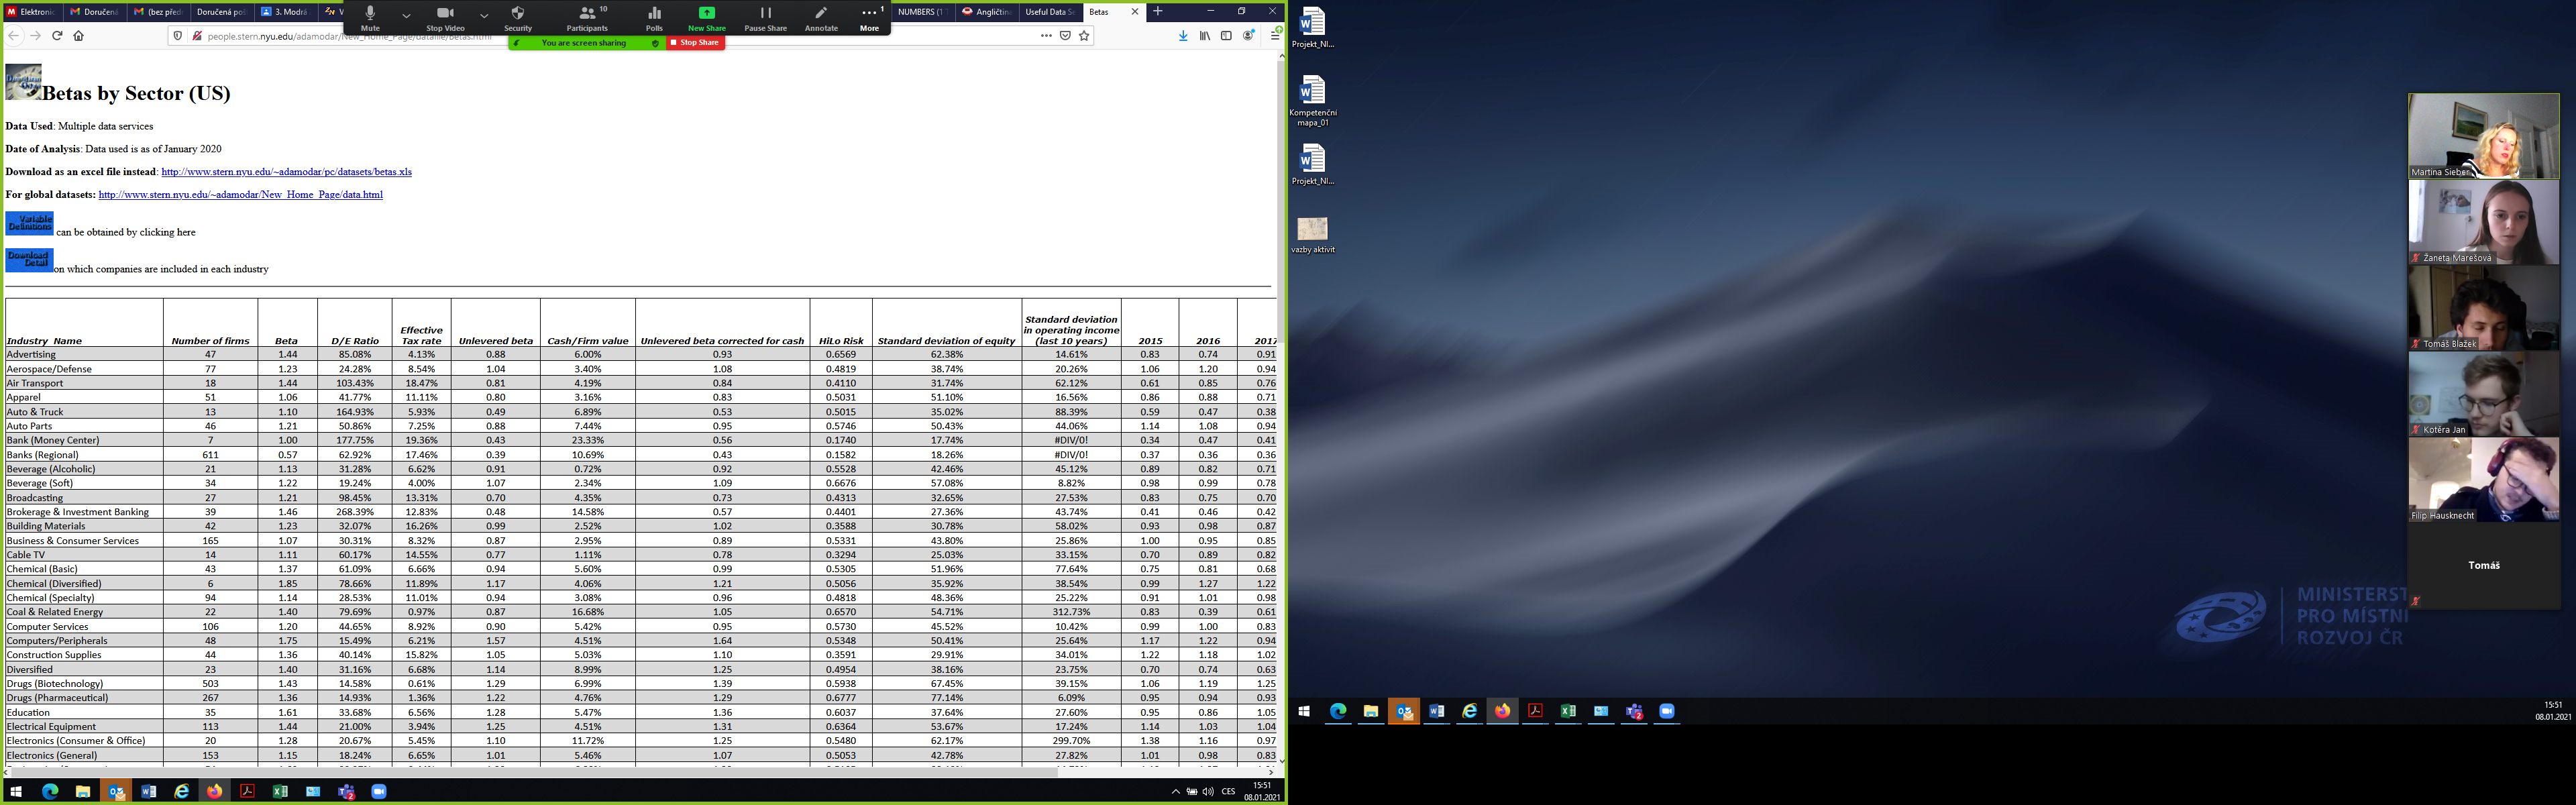 Elektronic
Doručená
(bez před
Doručená poš
3. Modrá
V
NUMBERS (1
Angličtin
Useful Data Se
Betas
Mute
Stop Video
Security
Participants
10
Polls
New Share
Pause Share
Annotate
More
1
people.stern.nyu.edu/adamodar/New_Home_Page/datafile/Betas.html
You are screen sharing
Stop Share
Betas by Sector (US)
Data Used: Multiple data services
Date of Analysis: Data used is as of January 2020
Download as an excel file instead: http://www.stern.nyu.edu/~adamodar/pc/datasets/betas.xls
For global datasets: http://www.stern.nyu.edu/~adamodar/New_Home_Page/data.html
Variable
Definitions
can be obtained by clicking here
Download
Detail
on which companies are included in each industry
Industry Name Number of firms Beta D/E Ratio Effective Tax rate Unlevered beta Cash/Firm value Unlevered beta corrected for cash HiLo Risk Standard deviation of equity Standard deviation in operating income (last 10 years) 2015 2016 2017
Advertising 47 1.44 85.08% 4.13% 0.88 6.00% 0.93 0.6569 62.38% 14.61% 0.83 0.74 0.91
Aerospace/Defense 77 1.23 24.28% 8.54% 1.04 3.40% 1.08 0.4819 38.74% 20.26% 1.06 1.20 0.94
Air Transport 18 1.44 103.43% 18.47% 0.81 4.19% 0.84 0.4110 31.74% 62.12% 0.61 0.85 0.76
Apparel 51 1.06 41.77% 11.11% 0.80 3.16% 0.83 0.5031 51.10% 16.56% 0.86 0.88 0.71
Auto & Truck 13 1.10 164.93% 5.93% 0.49 6.89% 0.53 0.5015 35.02% 88.39% 0.59 0.47 0.38
Auto Parts 46 1.21 50.86% 7.25% 0.88 7.44% 0.95 0.5746 50.43% 44.06% 1.14 1.08 0.94
Bank (Money Center) 7 1.00 177.75% 19.36% 0.43 23.33% 0.56 0.1740 17.74% #DIV/0! 0.34 0.47 0.41
Banks (Regional) 611 0.57 62.92% 17.46% 0.39 10.69% 0.43 0.1582 18.26% #DIV/0! 0.37 0.36 0.36
Beverage (Alcoholic) 21 1.13 31.28% 6.62% 0.91 0.72% 0.92 0.5528 42.46% 45.12% 0.89 0.82 0.71
Beverage (Soft) 34 1.22 19.24% 4.00% 1.07 2.34% 1.09 0.6676 57.08% 8.82% 0.98 0.99 0.78
Broadcasting 27 1.21 98.45% 13.31% 0.70 4.35% 0.73 0.4313 32.65% 27.53% 0.83 0.75 0.70
Brokerage & Investment Banking 39 1.46 268.39% 12.83% 0.48 14.58% 0.57 0.4401 27.36% 43.74% 0.41 0.46 0.42
Building Materials 42 1.23 32.07% 16.26% 0.99 2.52% 1.02 0.3588 30.78% 58.02% 0.93 0.98 0.87
Business & Consumer Services 165 1.07 30.31% 8.32% 0.87 2.95% 0.89 0.5331 43.80% 25.86% 1.00 0.95 0.85
Cable TV 14 1.11 60.17% 14.55% 0.77 1.11% 0.78 0.3294 25.03% 33.15% 0.70 0.89 0.82
Chemical (Basic) 43 1.37 61.09% 6.66% 0.94 5.60% 0.99 0.5305 51.96% 77.64% 0.75 0.81 0.68
Chemical (Diversified) 6 1.85 78.66% 11.89% 1.17 4.06% 1.21 0.5056 35.92% 38.54% 0.99 1.27 1.22
Chemical (Specialty) 94 1.14 28.53% 11.01% 0.94 3.08% 0.96 0.4818 48.36% 25.22% 0.91 1.01 0.98
Coal & Related Energy 22 1.40 79.69% 0.97% 0.87 16.68% 1.05 0.6570 54.71% 312.73% 0.83 0.39 0.61
Computer Services 106 1.20 44.65% 8.92% 0.90 5.42% 0.95 0.5730 45.52% 10.42% 0.99 1.00 0.83
Computers/Peripherals 48 1.75 15.49% 6.21% 1.57 4.51% 1.64 0.5348 50.41% 25.64% 1.17 1.22 0.94
Construction Supplies 44 1.36 40.14% 15.82% 1.05 5.03% 1.10 0.3591 29.91% 34.01% 1.22 1.18 1.02
Diversified 23 1.40 31.16% 6.68% 1.14 8.99% 1.25 0.4954 38.16% 23.75% 0.70 0.74 0.63
Drugs (Biotechnology) 503 1.43 14.58% 0.61% 1.29 6.99% 1.39 0.5938 67.45% 39.15% 1.06 1.19 1.25
Drugs (Pharmaceutical) 267 1.36 14.93% 1.36% 1.22 4.76% 1.29 0.6777 77.14% 6.09% 0.95 0.94 0.93
Education 35 1.61 33.68% 6.56% 1.28 5.47% 1.36 0.6037 37.64% 27.60% 0.95 0.86 1.05
Electrical Equipment 113 1.44 21.00% 3.94% 1.25 4.51% 1.31 0.6364 53.67% 17.24% 1.14 1.03 1.04
Electronics (Consumer & Office) 20 1.28 20.67% 5.45% 1.10 11.72% 1.25 0.5480 62.17% 299.70% 1.38 1.16 0.97
Electronics (General) 153 1.15 18.24% 6.65% 1.01 5.46% 1.07 0.5053 42.78% 27.82% 1.01 0.98 0.83
CES
15:51
08.01.2021
Projekt_NI...
Kompetenční
mapa_01
Projekt_NI...
vazby aktivit
Martina Sieber
Žaneta Marešová
Tomáš Blažek
Kotěra Jan
Filip Hausknecht
Tomáš
MINISTERST
PRO MÍSTNÍ
ROZVOJ ČR
15:51
08.01.2021